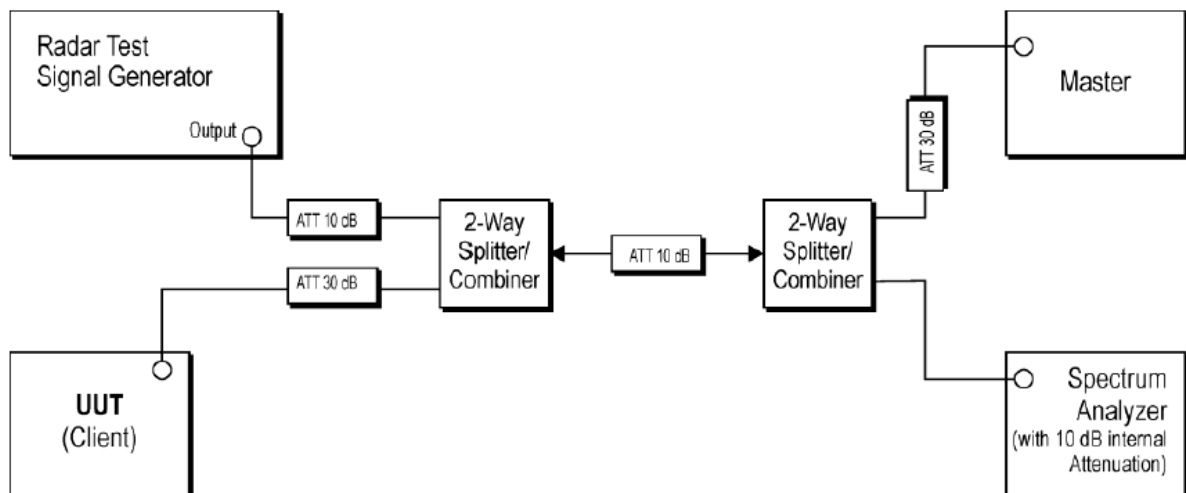 Radar Test
Signal Generator
Output
ATT 10 dB
ATT 30 dB
2-Way
Splitter/
Combiner
ATT 10 dB
2-Way
Splitter/
Combiner
ATT 30 dB
Master
UUT
(Client)
Spectrum
Analyzer
(with 10 dB internal
Attenuation)